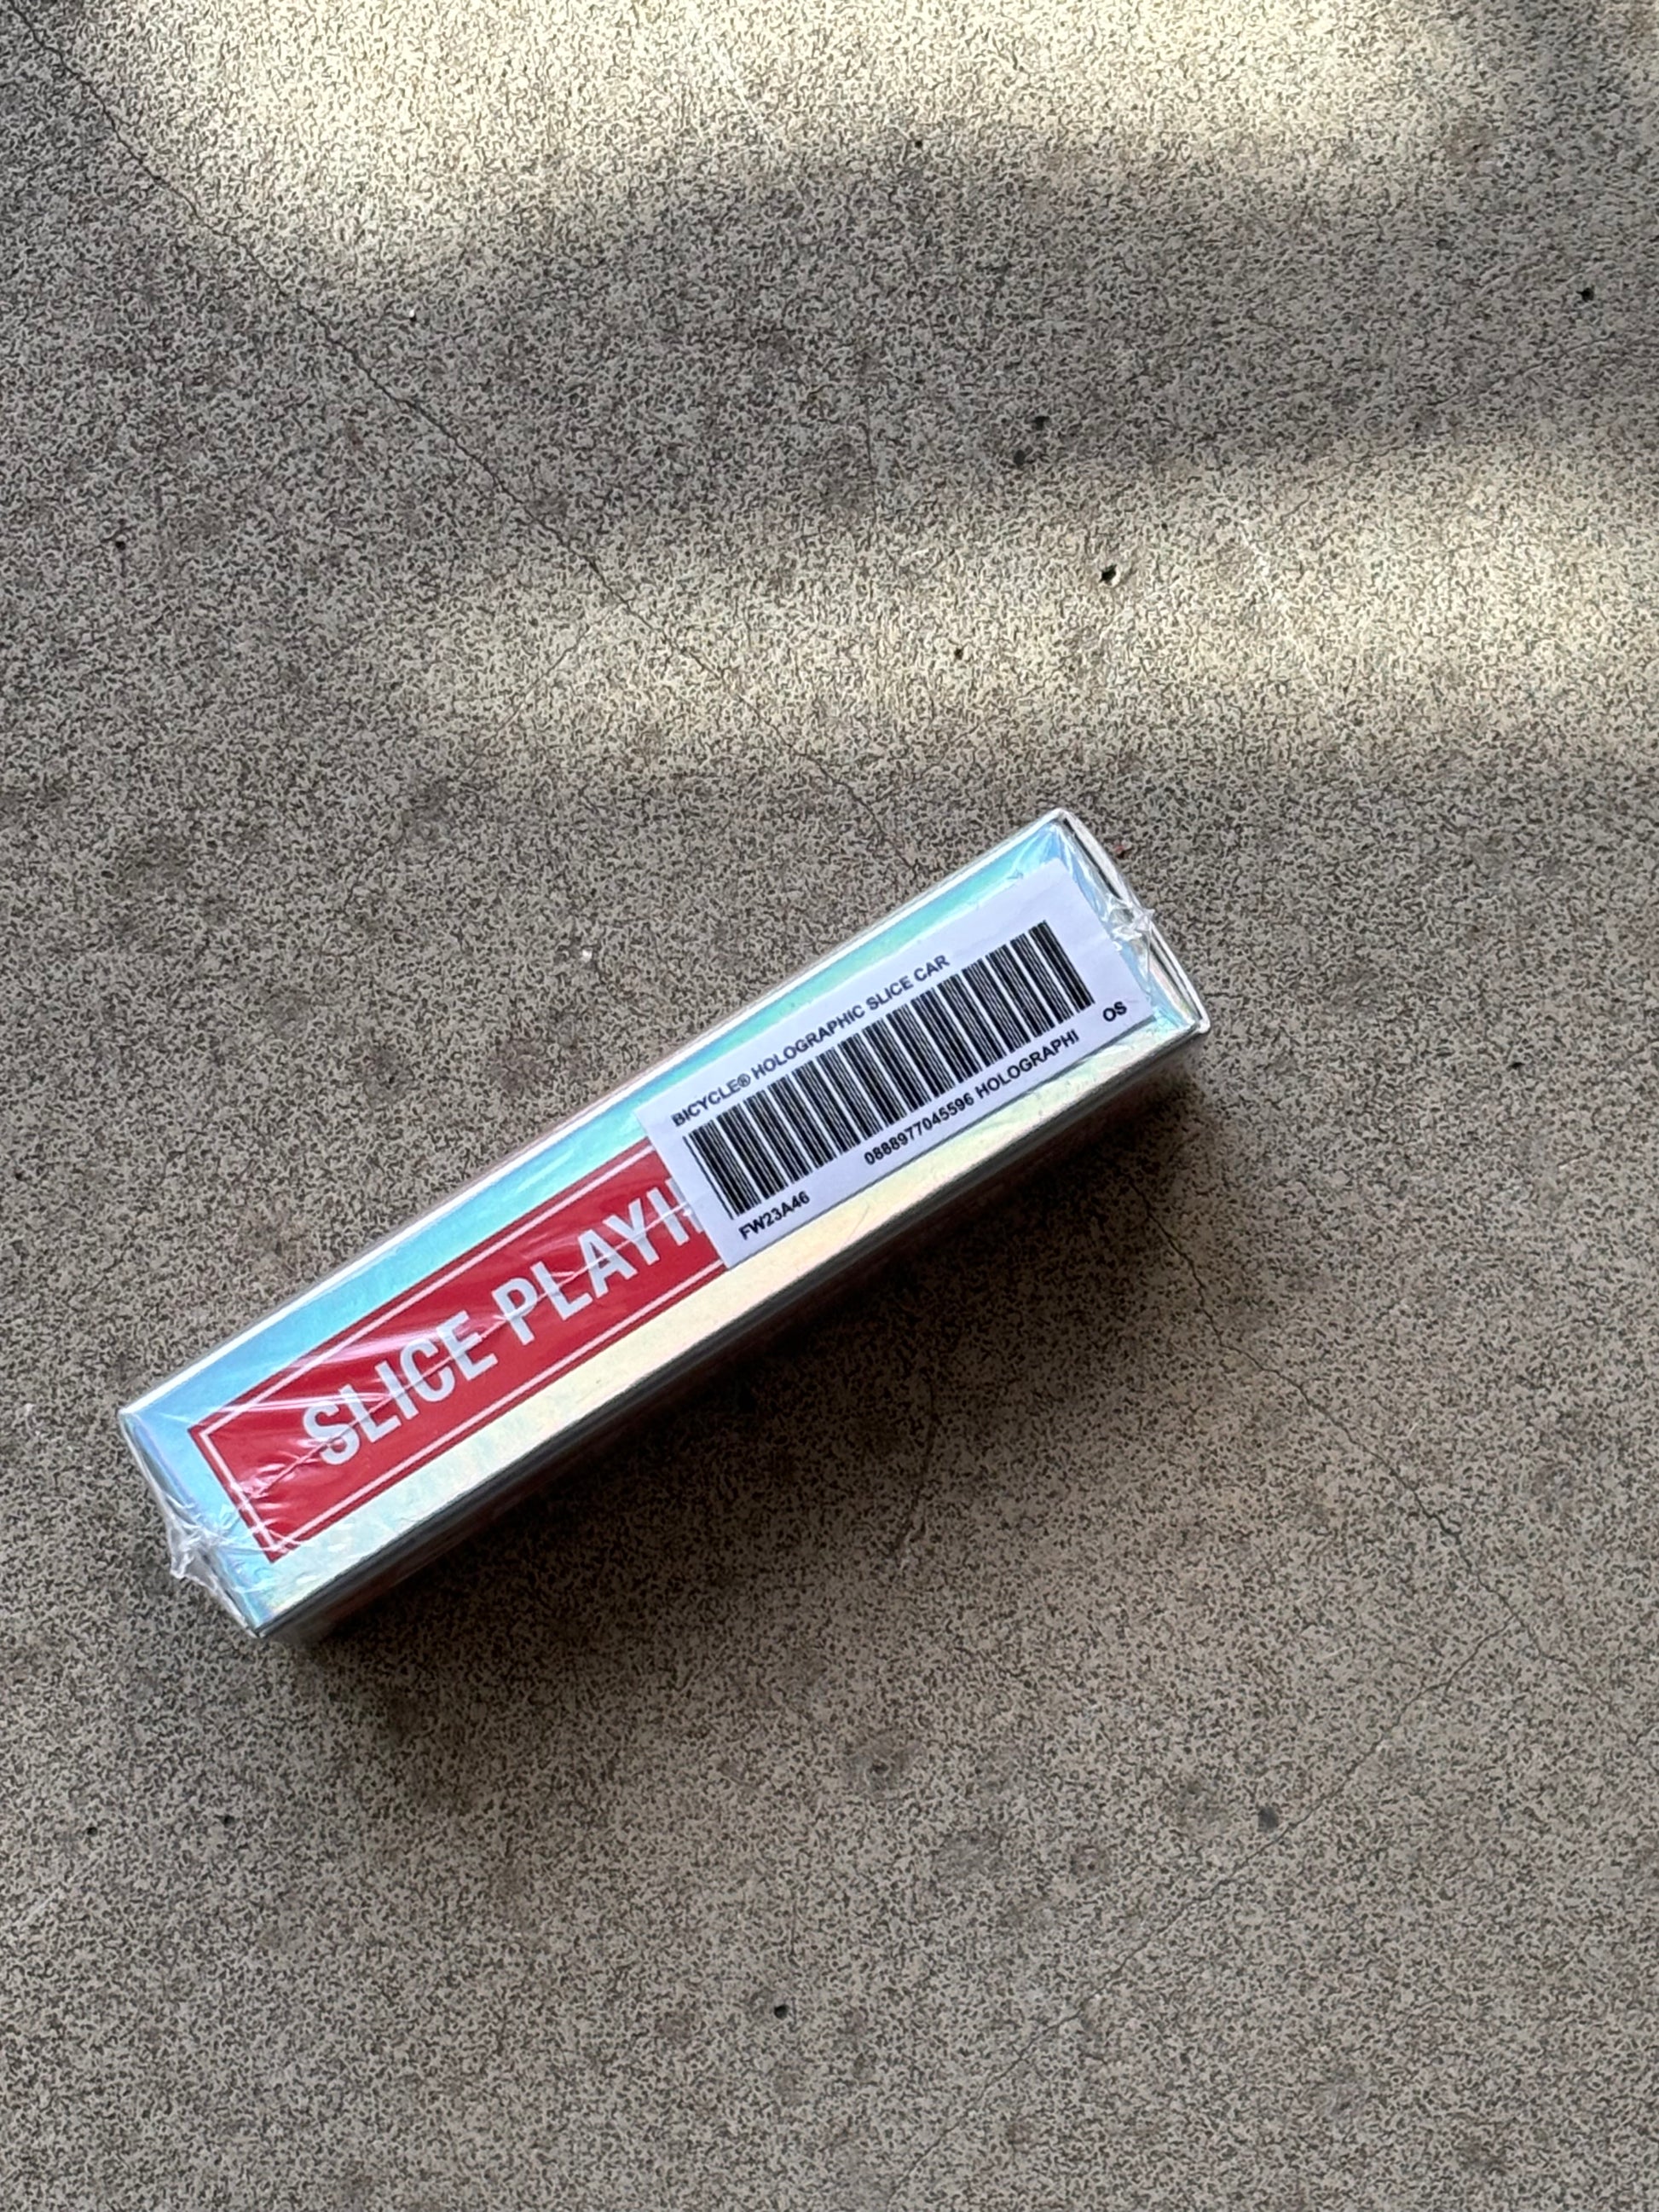 SLICE PLAYI
BICYCLE® HOLOGRAPHIC SLICE CAR
FW23A46
0888977045596 HOLOGRAPHI
OS